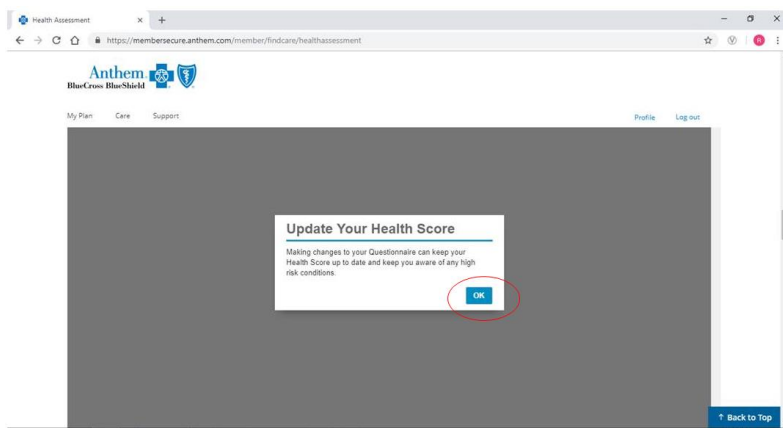 Health Assessment
https://membersecure.anthem.com/member/findcare/healthassessment
R
Anthem
BlueCross BlueShield
My Plan Care Support
Profile Log out
Update Your Health Score
Making changes to your Questionnaire can keep your
Health Score up to date and keep you aware of any high
risk conditions.
OK
↑ Back to Top